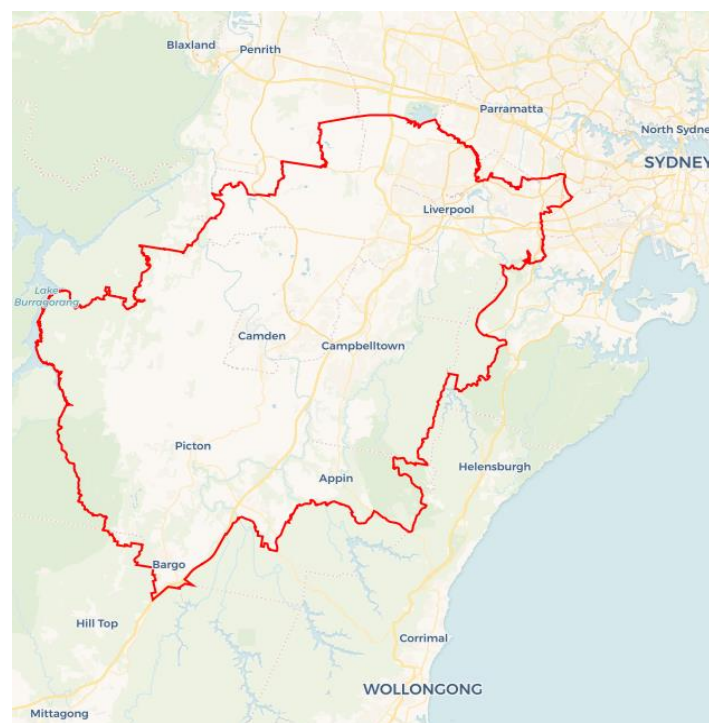 Blaxland
Penrith
Parramatta
North Sydne
SYDNEY
Liverpool
Lake
Burragorang
Camden
Campbelltown
Picton
Appin
Helensburgh
Bargo
Hill Top
Corrimal
WOLLONGONG
Mittagong